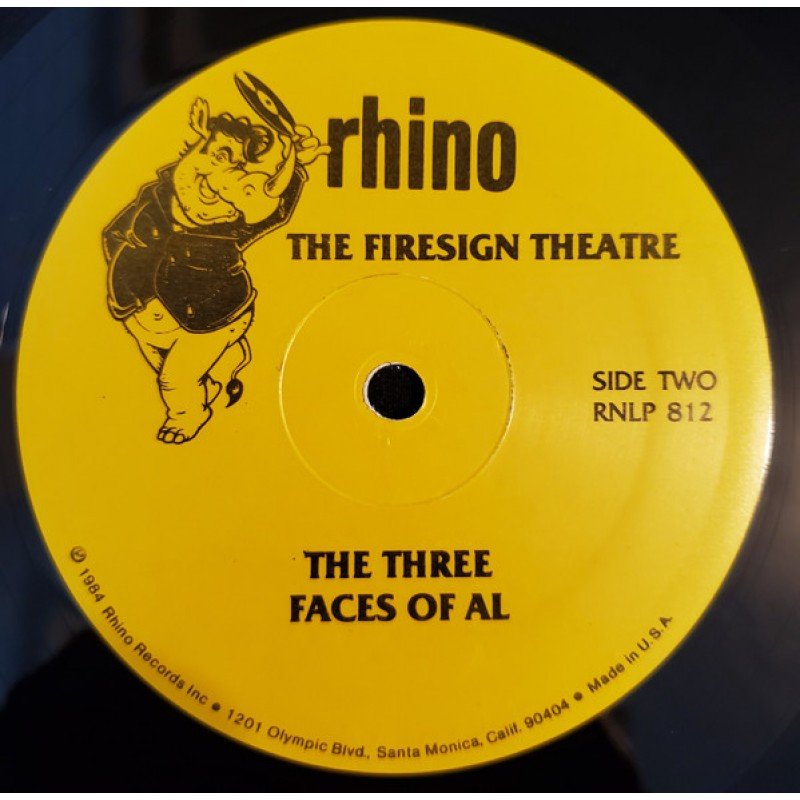 rhino
THE FIRESIGN THEATRE
SIDE TWO
RNLP 812
THE THREE
FACES OF AL
℗ 1984 Rhino Records Inc • 1201 Olympic Blvd., Santa Monica, Calif. 90404 • Made in U.S.A.